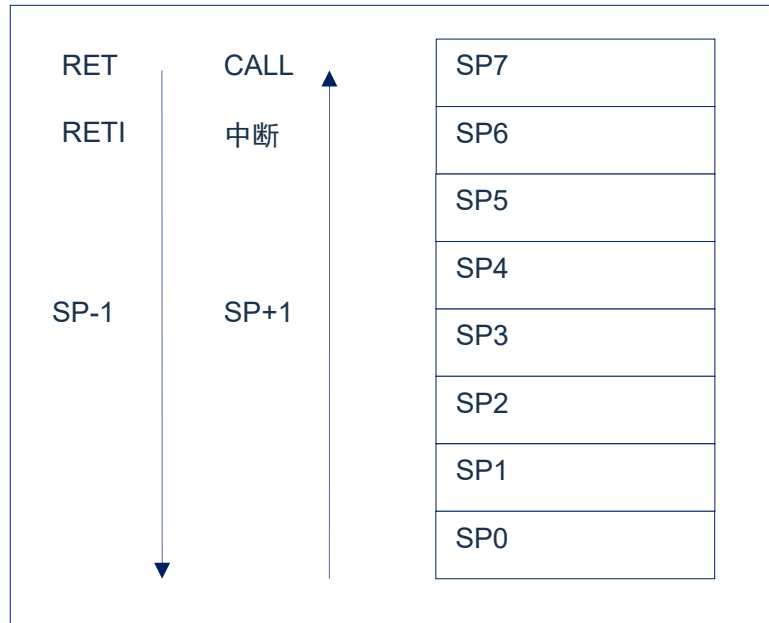 RET CALL SP7
RETI 中断 SP6
SP5
SP4
SP-1 SP+1
SP3
SP2
SP1
SP0